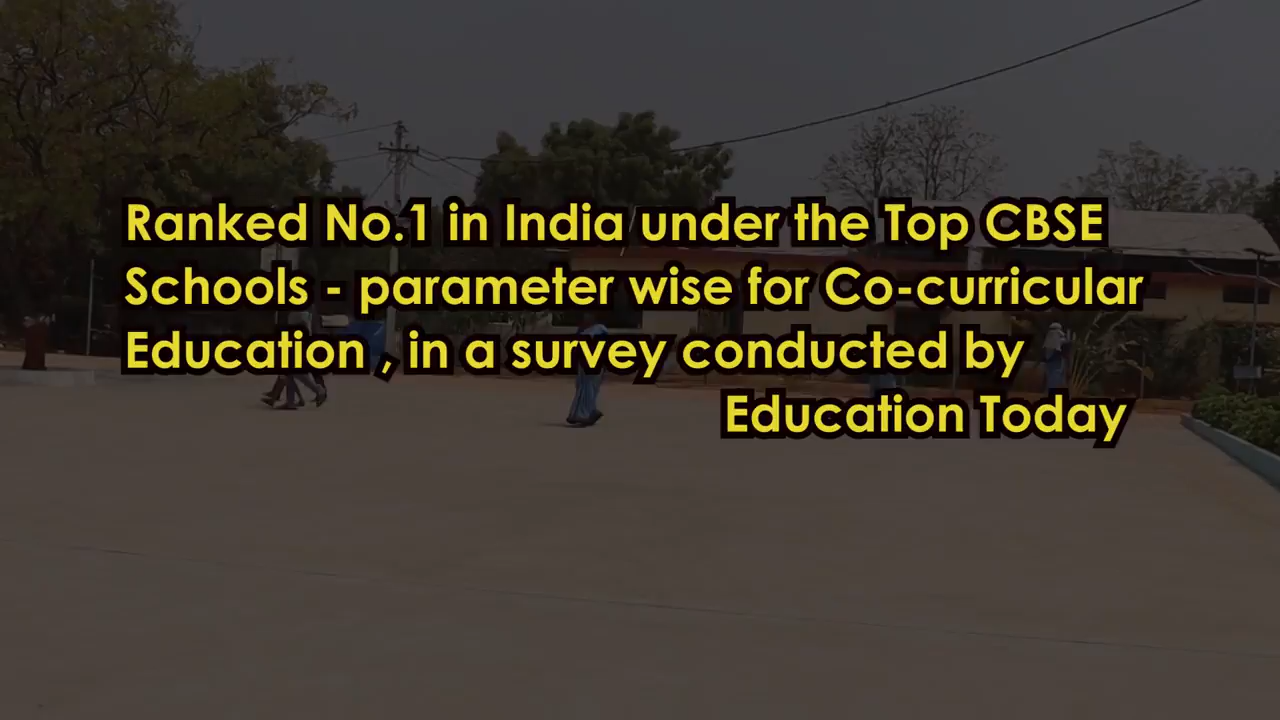 Ranked No.1 in India under the Top CBSE
Schools - parameter wise for Co-curricular
Education , in a survey conducted by
Education Today